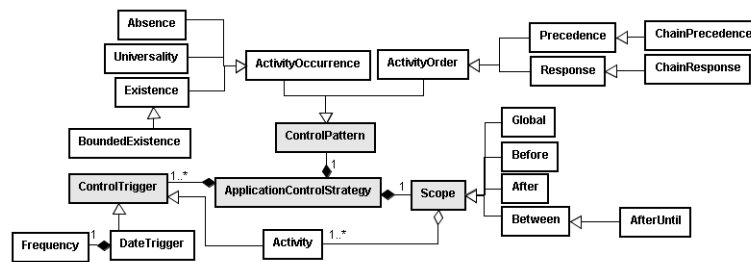 Absence
Precedence
ChainPrecedence
Universality
ActivityOccurrence
ActivityOrder
Response
ChainResponse
Existence
BoundedExistence
ControlPattern
Global
1
Before
1..*
ControlTrigger
ApplicationControlStrategy
1
Scope
After
Between
AfterUntil
1..*
Frequency
1
DateTrigger
Activity